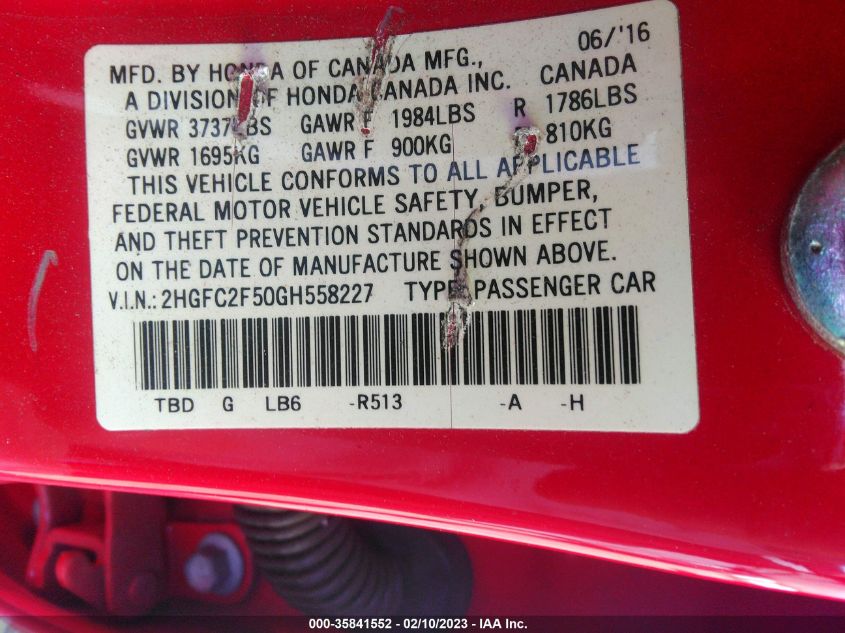 06/'16
MFD. BY HONDA OF CANADA MFG., CANADA
A DIVISION OF HONDA CANADA INC.
GVWR 3737LBS GAWR F 1984LBS R 1786LBS
GVWR 1695KG GAWR F 900KG 810KG
THIS VEHICLE CONFORMS TO ALL APPLICABLE
FEDERAL MOTOR VEHICLE SAFETY, BUMPER,
AND THEFT PREVENTION STANDARDS IN EFFECT
ON THE DATE OF MANUFACTURE SHOWN ABOVE.
V.I.N.: 2HGFC2F50GH558227 TYPE: PASSENGER CAR
TBD G LB6 -R513 -A -H
000-35841552 / 02/10/2023 - IAA Inc.